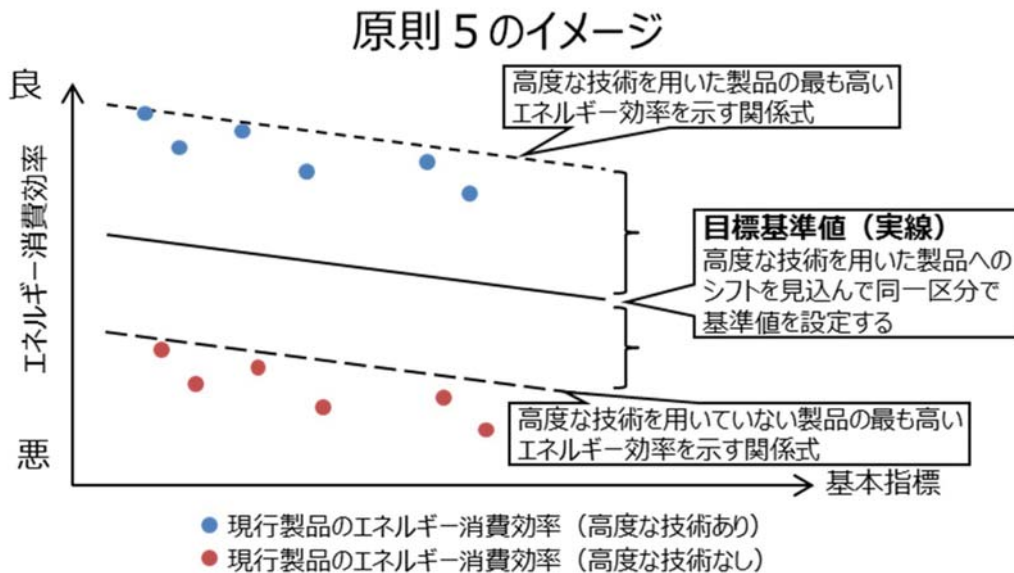 原則５のイメージ
良
高度な技術を用いた製品の最も高い
エネルギー効率を示す関係式
エネルギー消費効率
目標基準値（実線）
高度な技術を用いた製品への
シフトを見込んで同一区分で
基準値を設定する
高度な技術を用いていない製品の最も高い
エネルギー効率を示す関係式
悪
基本指標
現行製品のエネルギー消費効率（高度な技術あり）
現行製品のエネルギー消費効率（高度な技術なし）